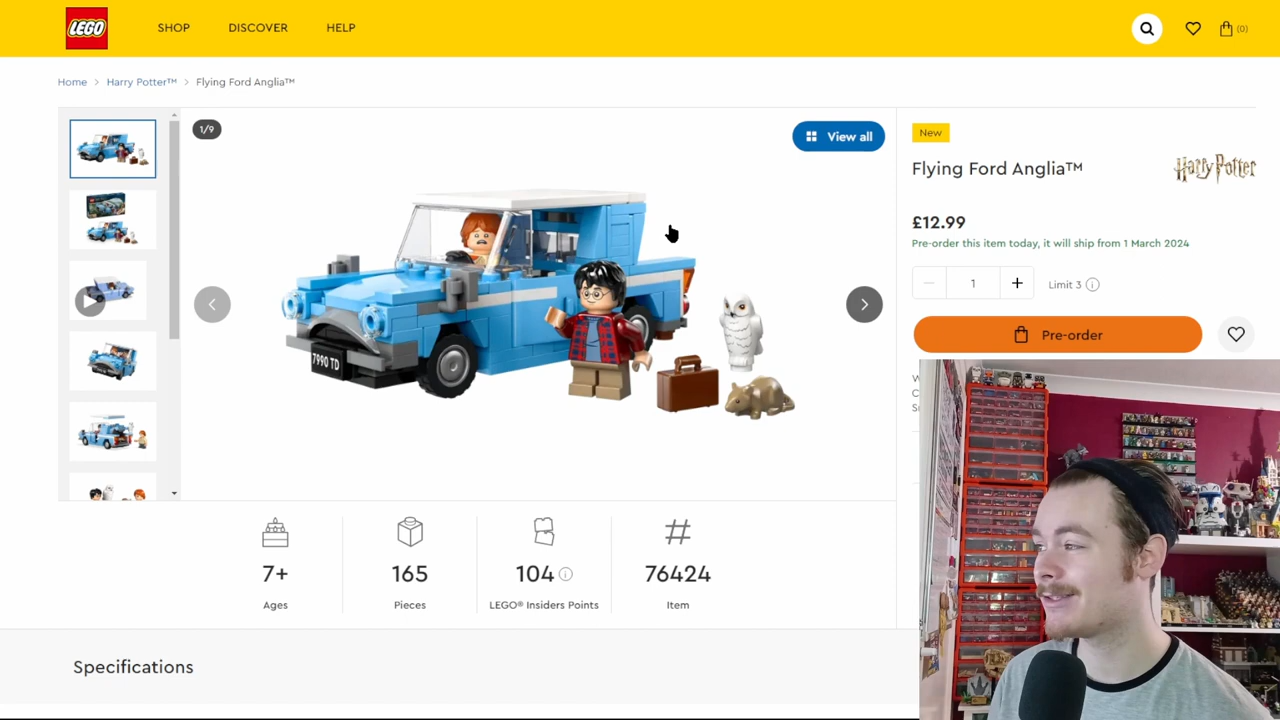 LEGO
SHOP
DISCOVER
HELP
(0)
Home > Harry Potter™ > Flying Ford Anglia™
1/9
View all
7990 TD
New
Flying Ford Anglia™
Harry Potter
£12.99
Pre-order this item today, it will ship from 1 March 2024
1
Limit 3
Pre-order
7+
Ages
165
Pieces
104
LEGO® Insiders Points
#
76424
Item
Specifications